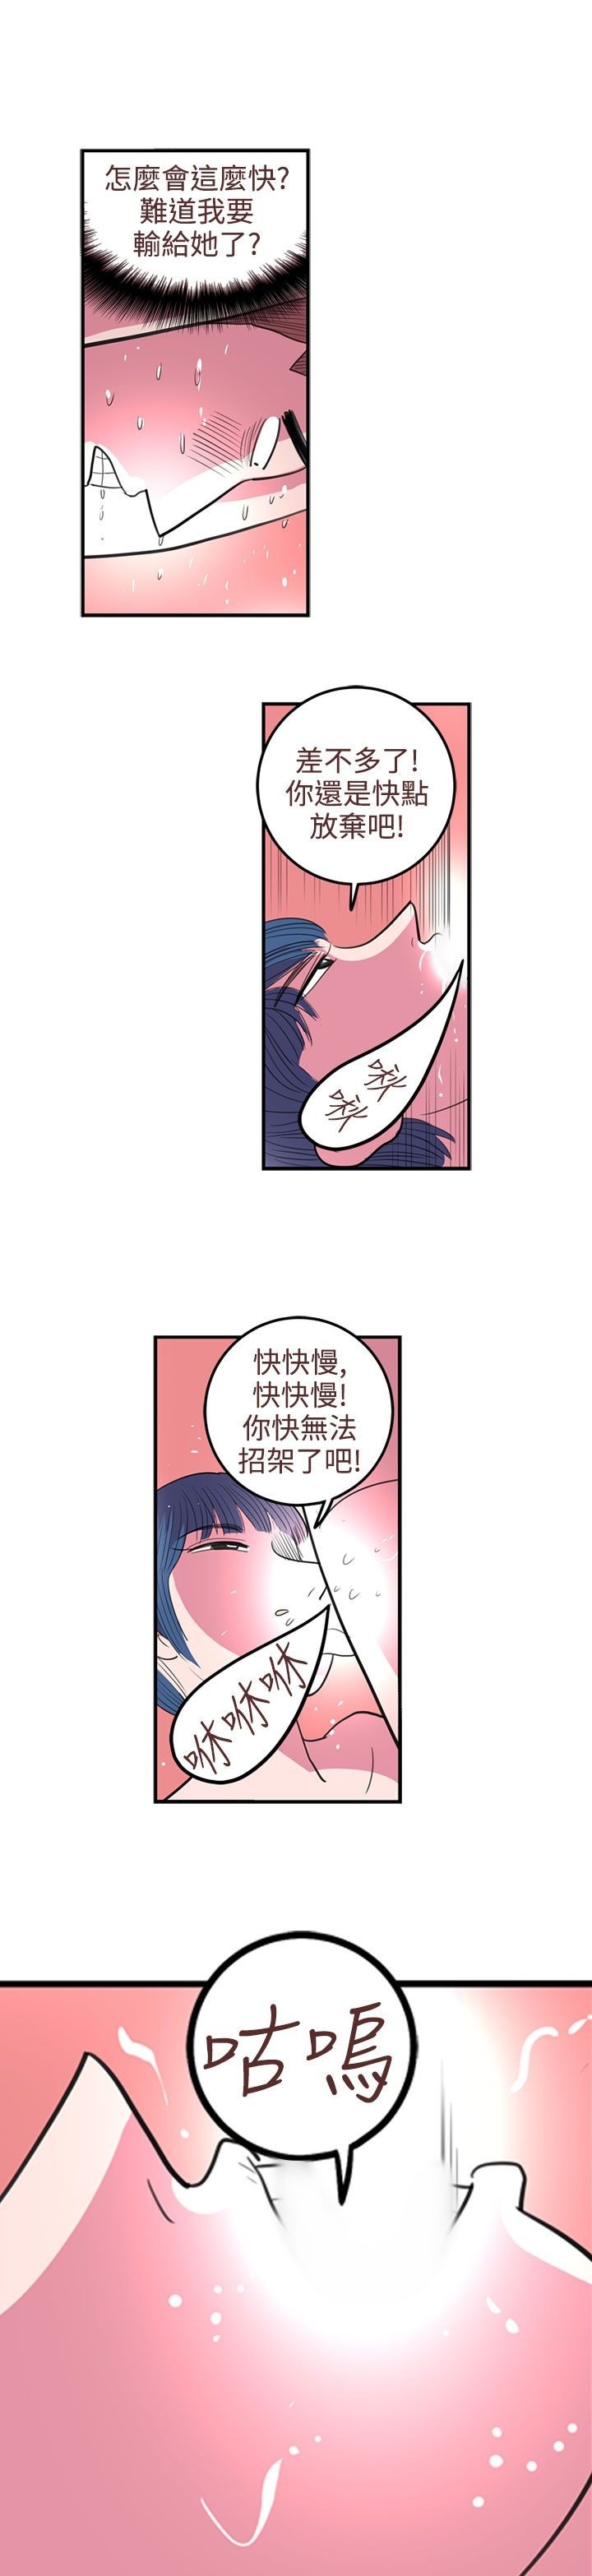 怎麼會這麼快?
難道我要
輸給她了?
差不多了!
你還是快點
放棄吧!
啾
啾
快快慢,
快快慢!
你快無法
招架了吧!
咻咻咻
咕嗚